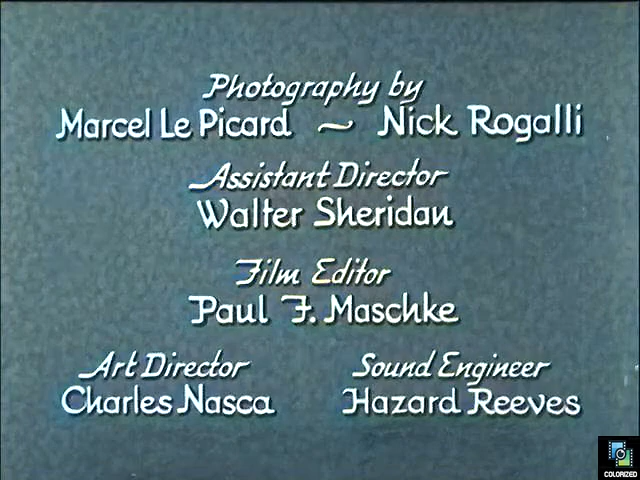 Photography by
Marcel Le Picard ~ Nick Rogalli
Assistant Director
Walter Sheridan
Film Editor
Paul F. Maschke
Art Director
Charles Nasca
Sound Engineer
Hazard Reeves
COLORIZED